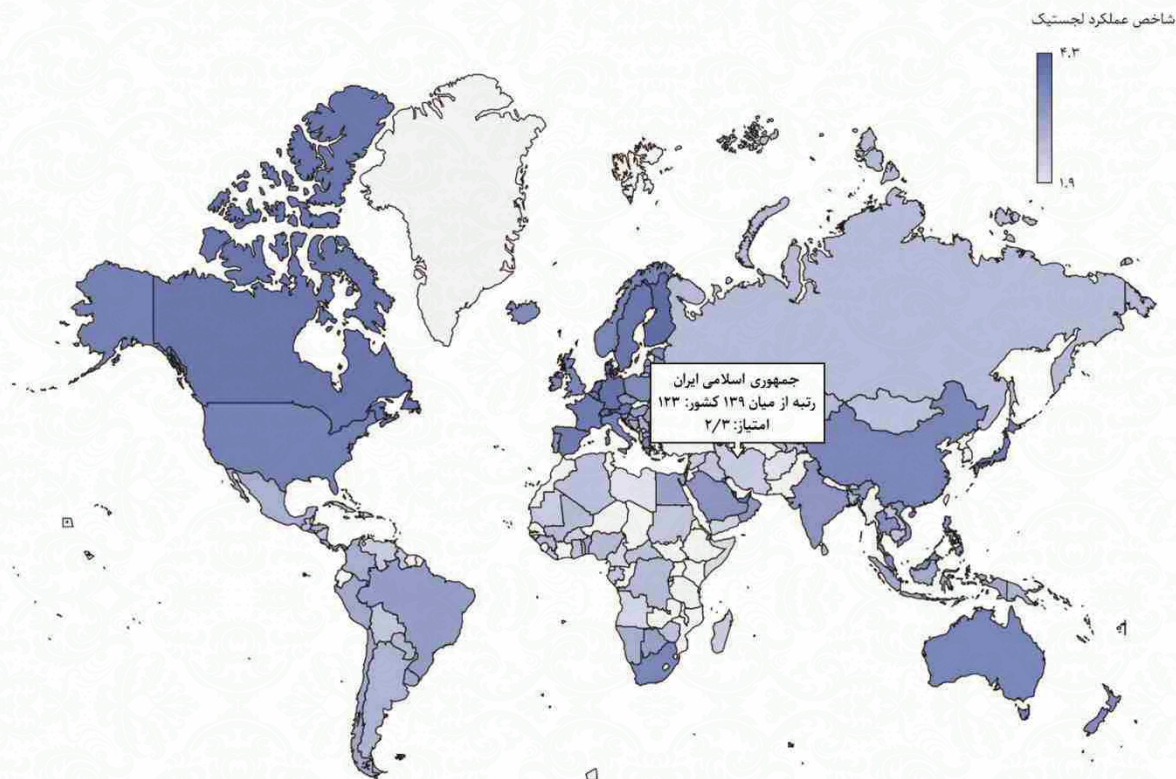 شاخص عملکرد لجستیک
۴.۳
۱.۹
جمهوری اسلامی ایران
رتبه از میان ۱۳۹ کشور: ۱۲۳
امتیاز: ۲/۳